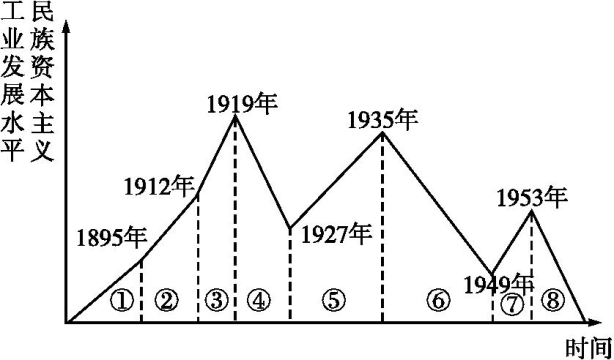 民族资本主义
工业发展水平
1919年
1935年
1912年
1953年
1895年
1927年
1949年
① ② ③ ④ ⑤ ⑥ ⑦ ⑧
时间